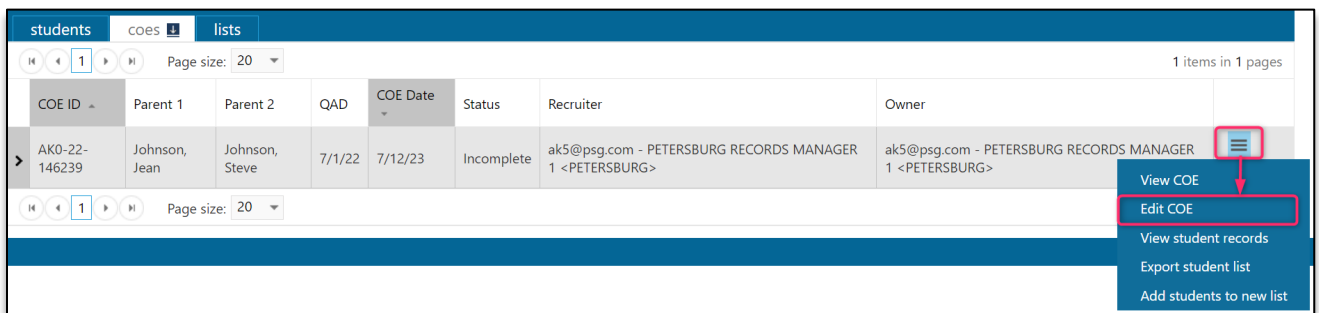 students coes lists
1 Page size: 20 1 items in 1 pages
COE ID Parent 1 Parent 2 QAD COE Date Status Recruiter Owner
AK0-22- Johnson, Johnson, 7/1/22 7/12/23 Incomplete ak5@psg.com - PETERSBURG RECORDS MANAGER ak5@psg.com - PETERSBURG RECORDS MANAGER
146239 Jean Steve 1 <PETERSBURG> 1 <PETERSBURG>
View COE
1 Page size: 20
Edit COE
View student records
Export student list
Add students to new list